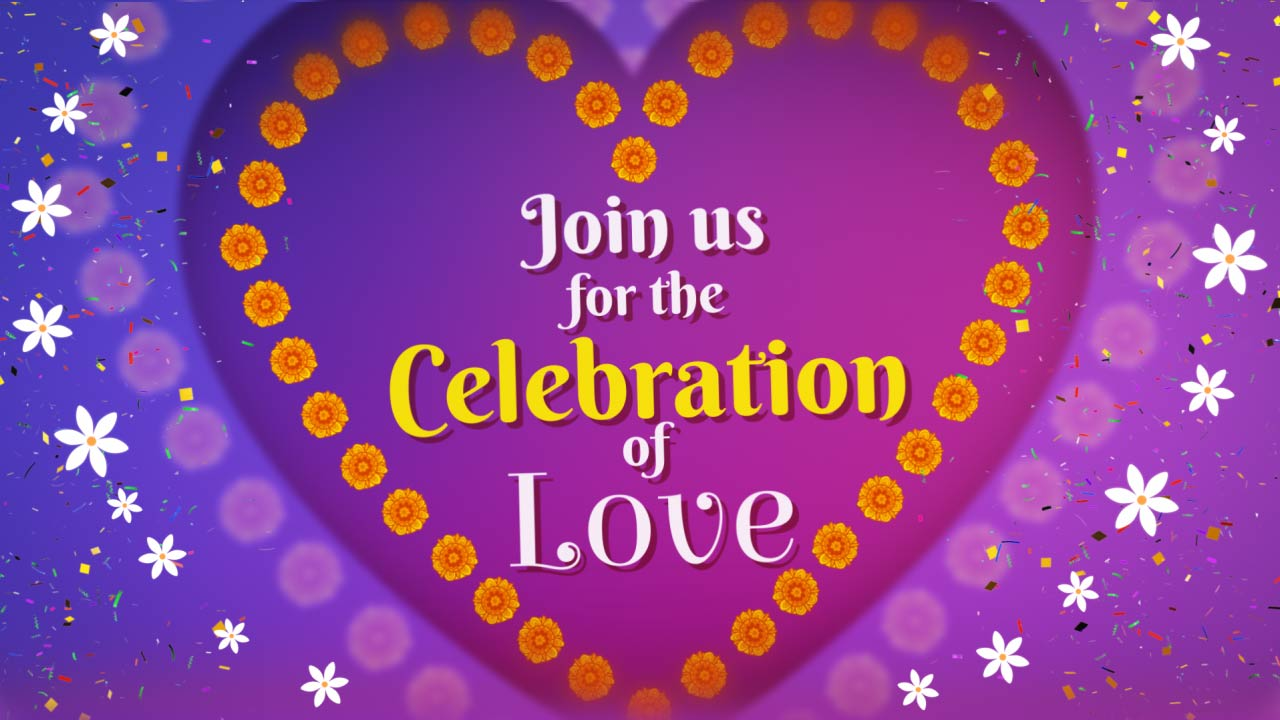 Join us
for the
Celebration
of
Love